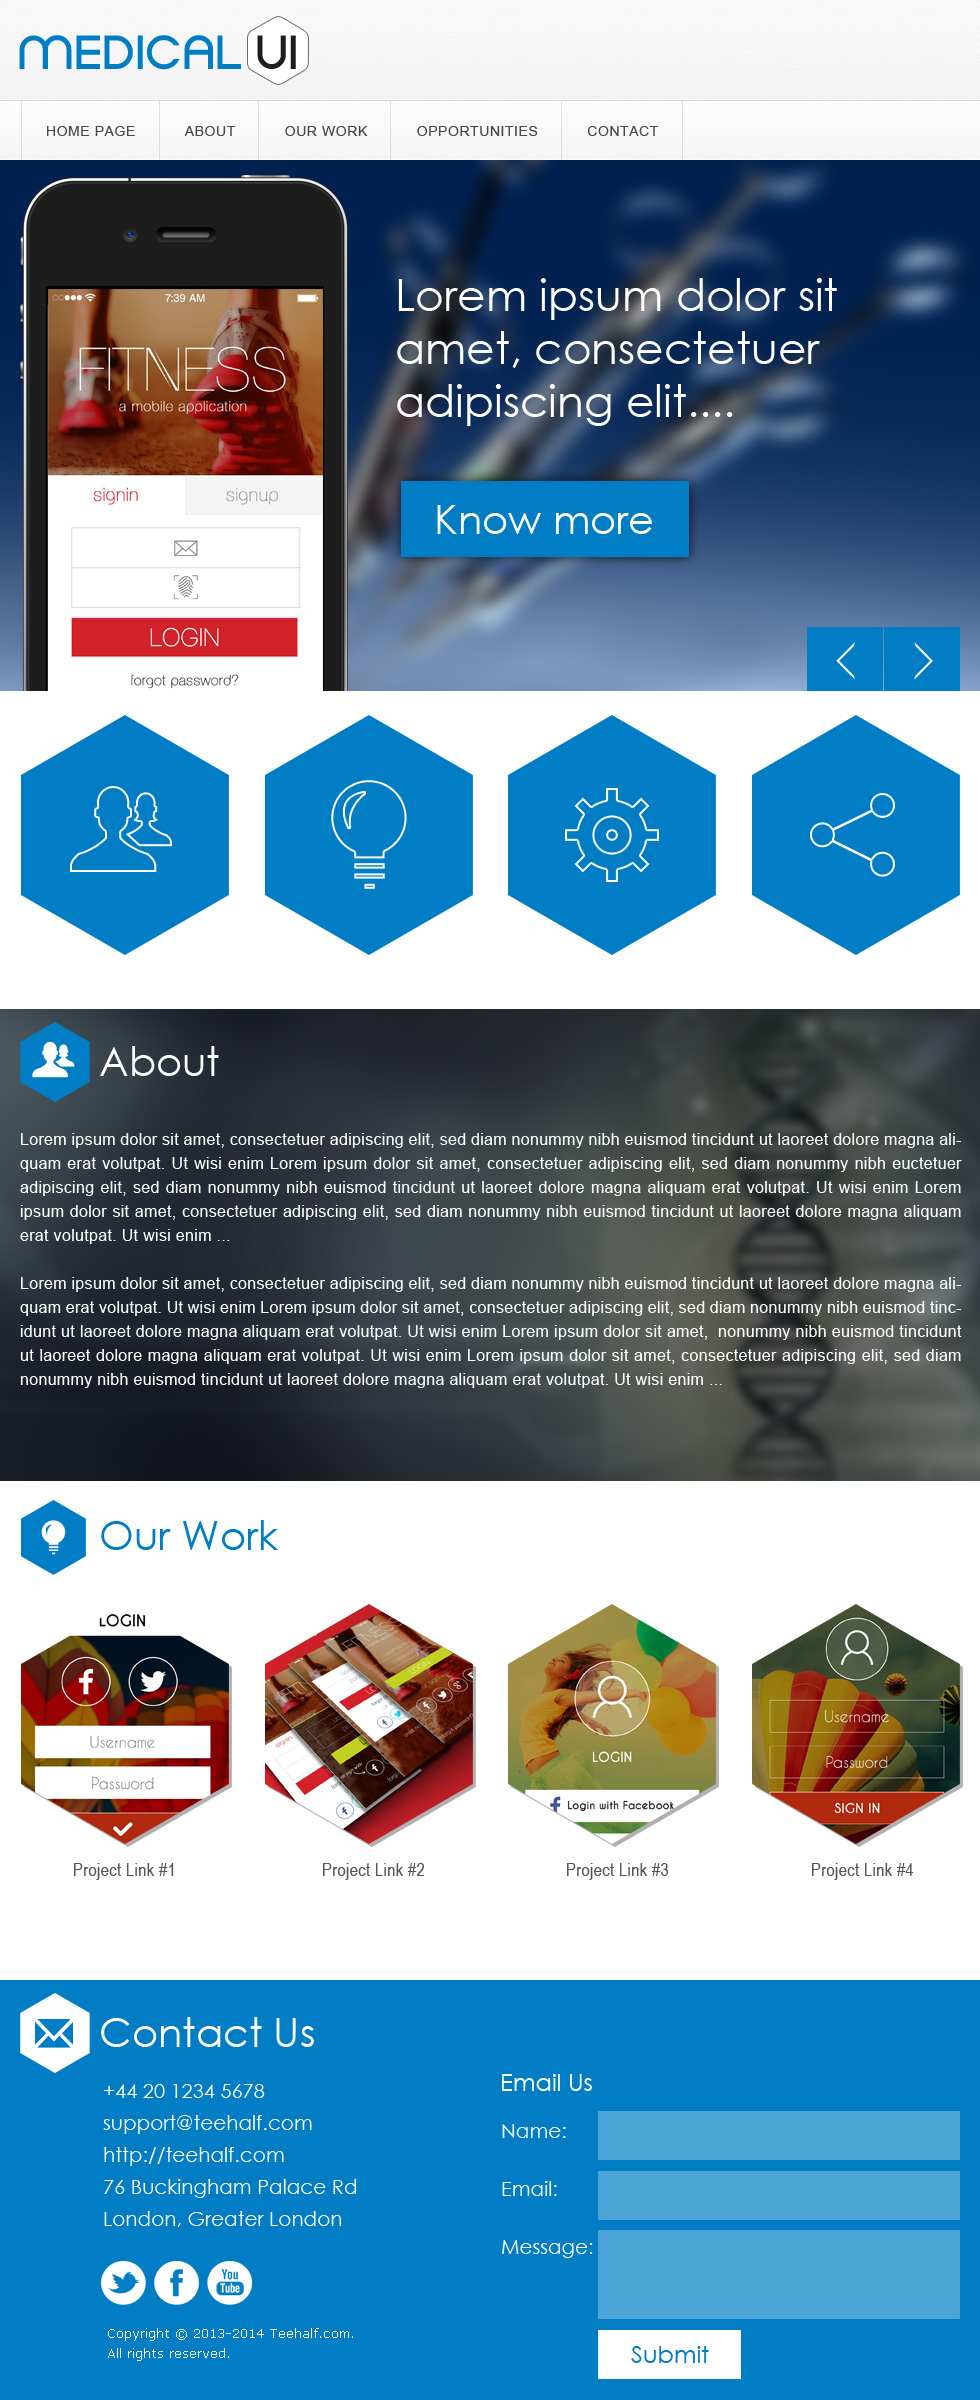 MEDICAL UI
HOME PAGE
ABOUT
OUR WORK
OPPORTUNITIES
CONTACT
7:39 AM
FITNESS
a mobile application
signin
signup
LOGIN
forgot password?
Lorem ipsum dolor sit
amet, consectetuer
adipiscing elit....
Know more
About
Lorem ipsum dolor sit amet, consectetuer adipiscing elit, sed diam nonummy nibh euismod tincidunt ut laoreet dolore magna ali-
quam erat volutpat. Ut wisi enim Lorem ipsum dolor sit amet, consectetuer adipiscing elit, sed diam nonummy nibh euctetuer
adipiscing elit, sed diam nonummy nibh euismod tincidunt ut laoreet dolore magna aliquam erat volutpat. Ut wisi enim Lorem
ipsum dolor sit amet, consectetuer adipiscing elit, sed diam nonummy nibh euismod tincidunt ut laoreet dolore magna aliquam
erat volutpat. Ut wisi enim ...
Lorem ipsum dolor sit amet, consectetuer adipiscing elit, sed diam nonummy nibh euismod tincidunt ut laoreet dolore magna ali-
quam erat volutpat. Ut wisi enim Lorem ipsum dolor sit amet, consectetuer adipiscing elit, sed diam nonummy nibh euismod tinc-
idunt ut laoreet dolore magna aliquam erat volutpat. Ut wisi enim Lorem ipsum dolor sit amet,  nonummy nibh euismod tincidunt
ut laoreet dolore magna aliquam erat volutpat. Ut wisi enim Lorem ipsum dolor sit amet, consectetuer adipiscing elit, sed diam
nonummy nibh euismod tincidunt ut laoreet dolore magna aliquam erat volutpat. Ut wisi enim ...
Our Work
LOGIN
Username
Password
Project Link #1
FITNESS
LOGIN
Project Link #2
LOGIN
Login with Facebook
Project Link #3
Username
Password
SIGN IN
Project Link #4
Contact Us
+44 20 1234 5678
support@teehalf.com
http://teehalf.com
76 Buckingham Palace Rd
London, Greater London
You
Tube
Copyright © 2013-2014 Teehalf.com.
All rights reserved.
Email Us
Name:
Email:
Message:
Submit